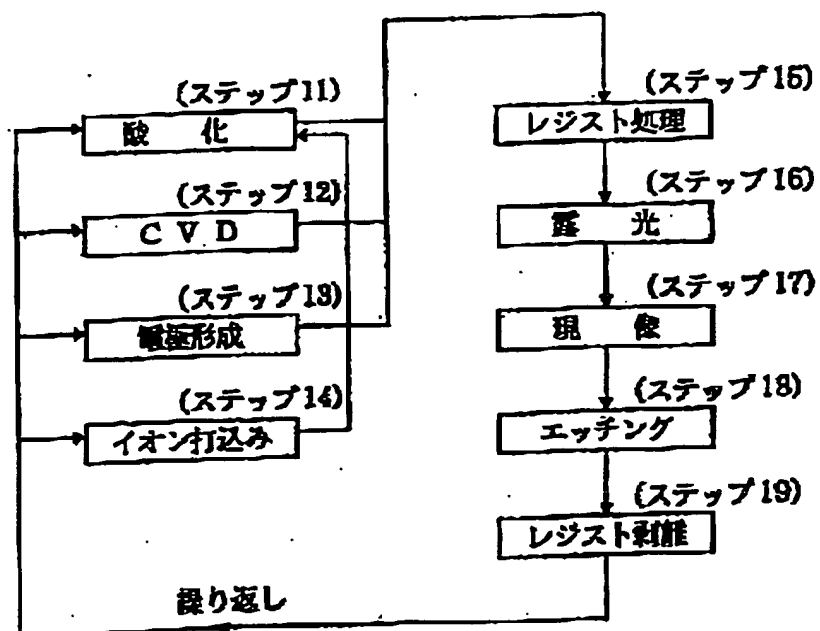 (ステップ11)
酸化
(ステップ12)
CVD
(ステップ13)
電極形成
(ステップ14)
イオン打込み
(ステップ15)
レジスト処理
(ステップ16)
露光
(ステップ17)
現像
(ステップ18)
エッチング
(ステップ19)
レジスト剥離
繰り返し